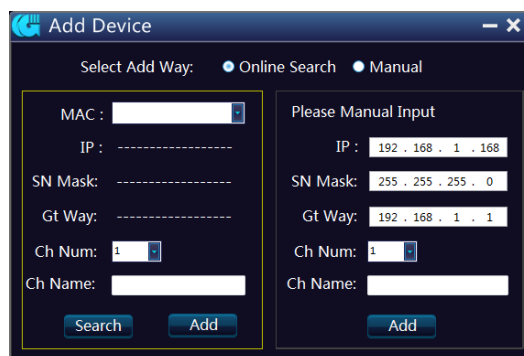 Add Device
Select Add Way: Online Search Manual
MAC :
IP : ------------------
SN Mask: ------------------
Gt Way: ------------------
Ch Num: 1
Ch Name:
Search Add
Please Manual Input
IP : 192 . 168 . 1 . 168
SN Mask: 255 . 255 . 255 . 0
Gt Way: 192 . 168 . 1 . 1
Ch Num: 1
Ch Name:
Add